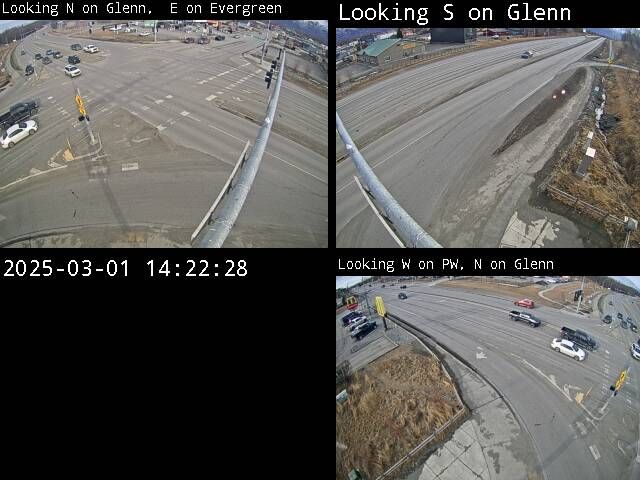 Looking N on Glenn,  E on Evergreen
Looking S on Glenn
2025-03-01 14:22:28
Looking W on PW, N on Glenn